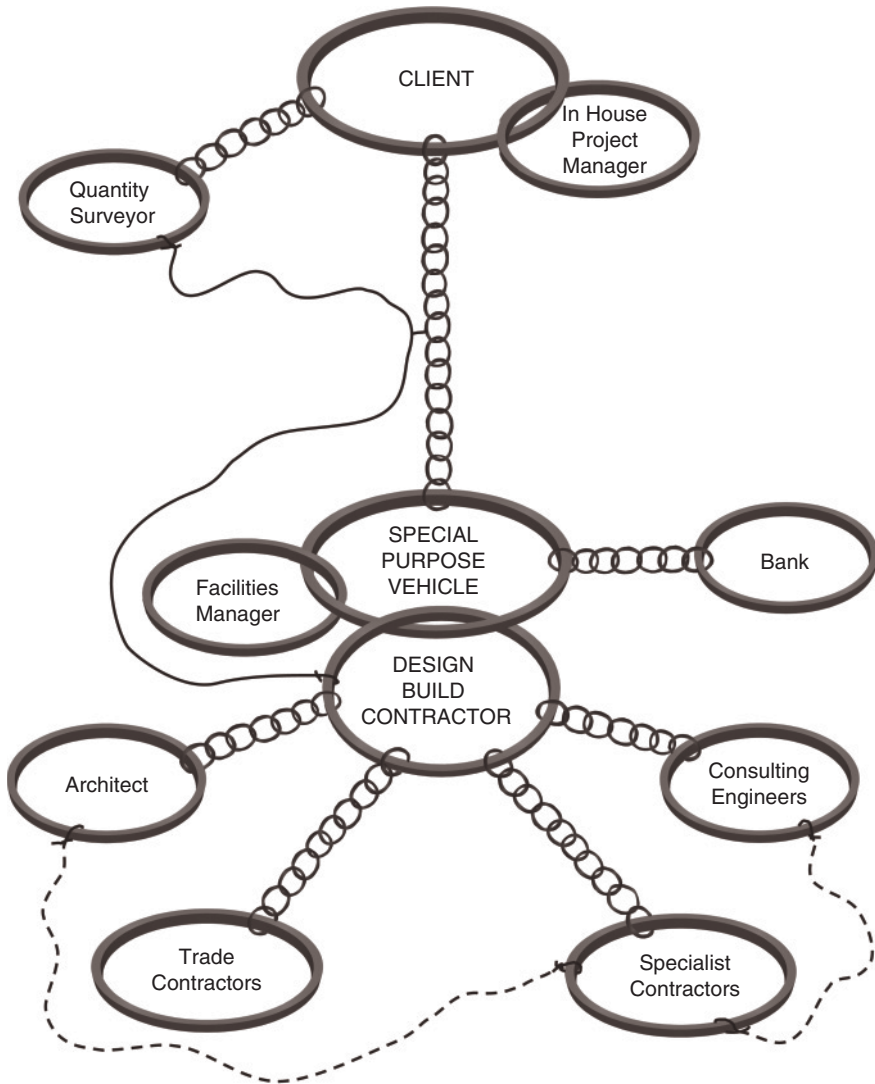 CLIENT
In House
Project
Manager
Quantity
Surveyor
SPECIAL
PURPOSE
VEHICLE
Bank
Facilities
Manager
DESIGN
BUILD
CONTRACTOR
Architect
Consulting
Engineers
Trade
Contractors
Specialist
Contractors